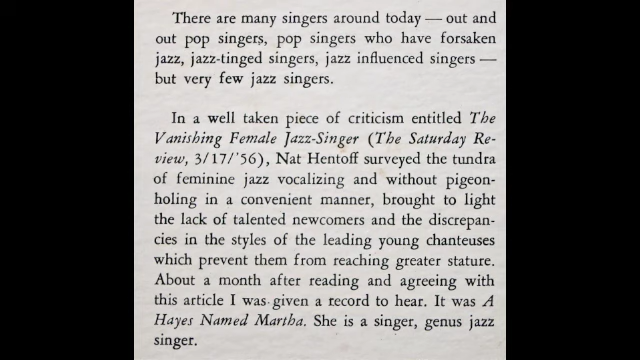 There are many singers around today — out and
out pop singers, pop singers who have forsaken
jazz, jazz-tinged singers, jazz influenced singers —
but very few jazz singers.
In a well taken piece of criticism entitled The
Vanishing Female Jazz-Singer (The Saturday Re-
view, 3/17/'56), Nat Hentoff surveyed the tundra
of feminine jazz vocalizing and without pigeon-
holing in a convenient manner, brought to light
the lack of talented newcomers and the discrepan-
cies in the styles of the leading young chanteuses
which prevent them from reaching greater stature.
About a month after reading and agreeing with
this article I was given a record to hear. It was A
Hayes Named Martha. She is a singer, genus jazz
singer.